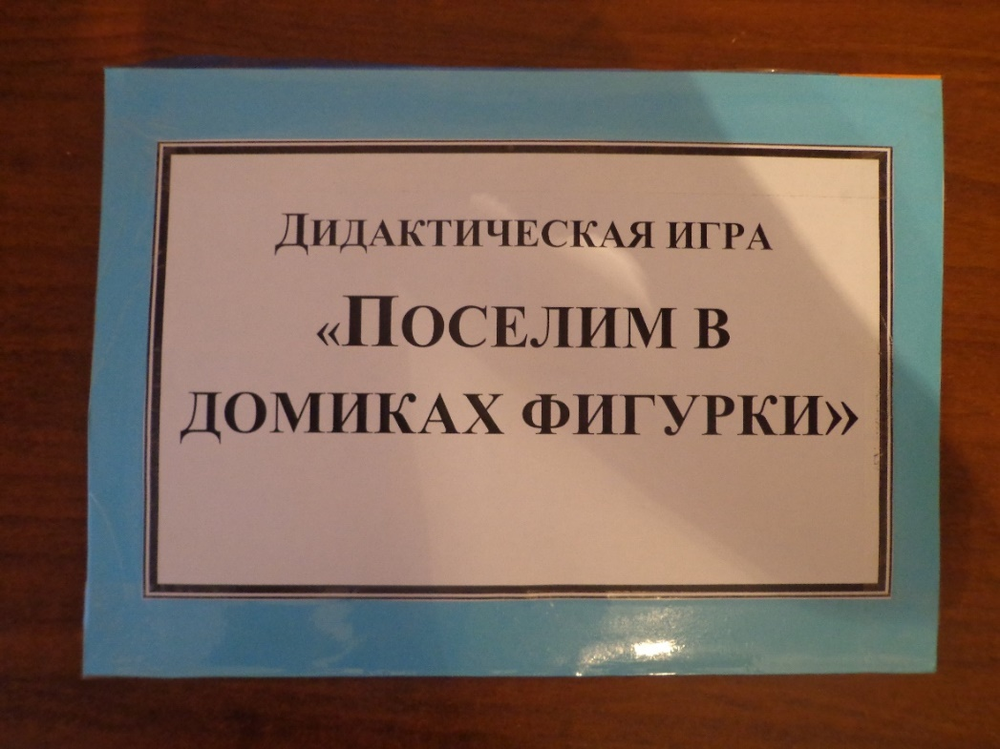 Дидактическая игра
«Поселим в
домиках фигурки»